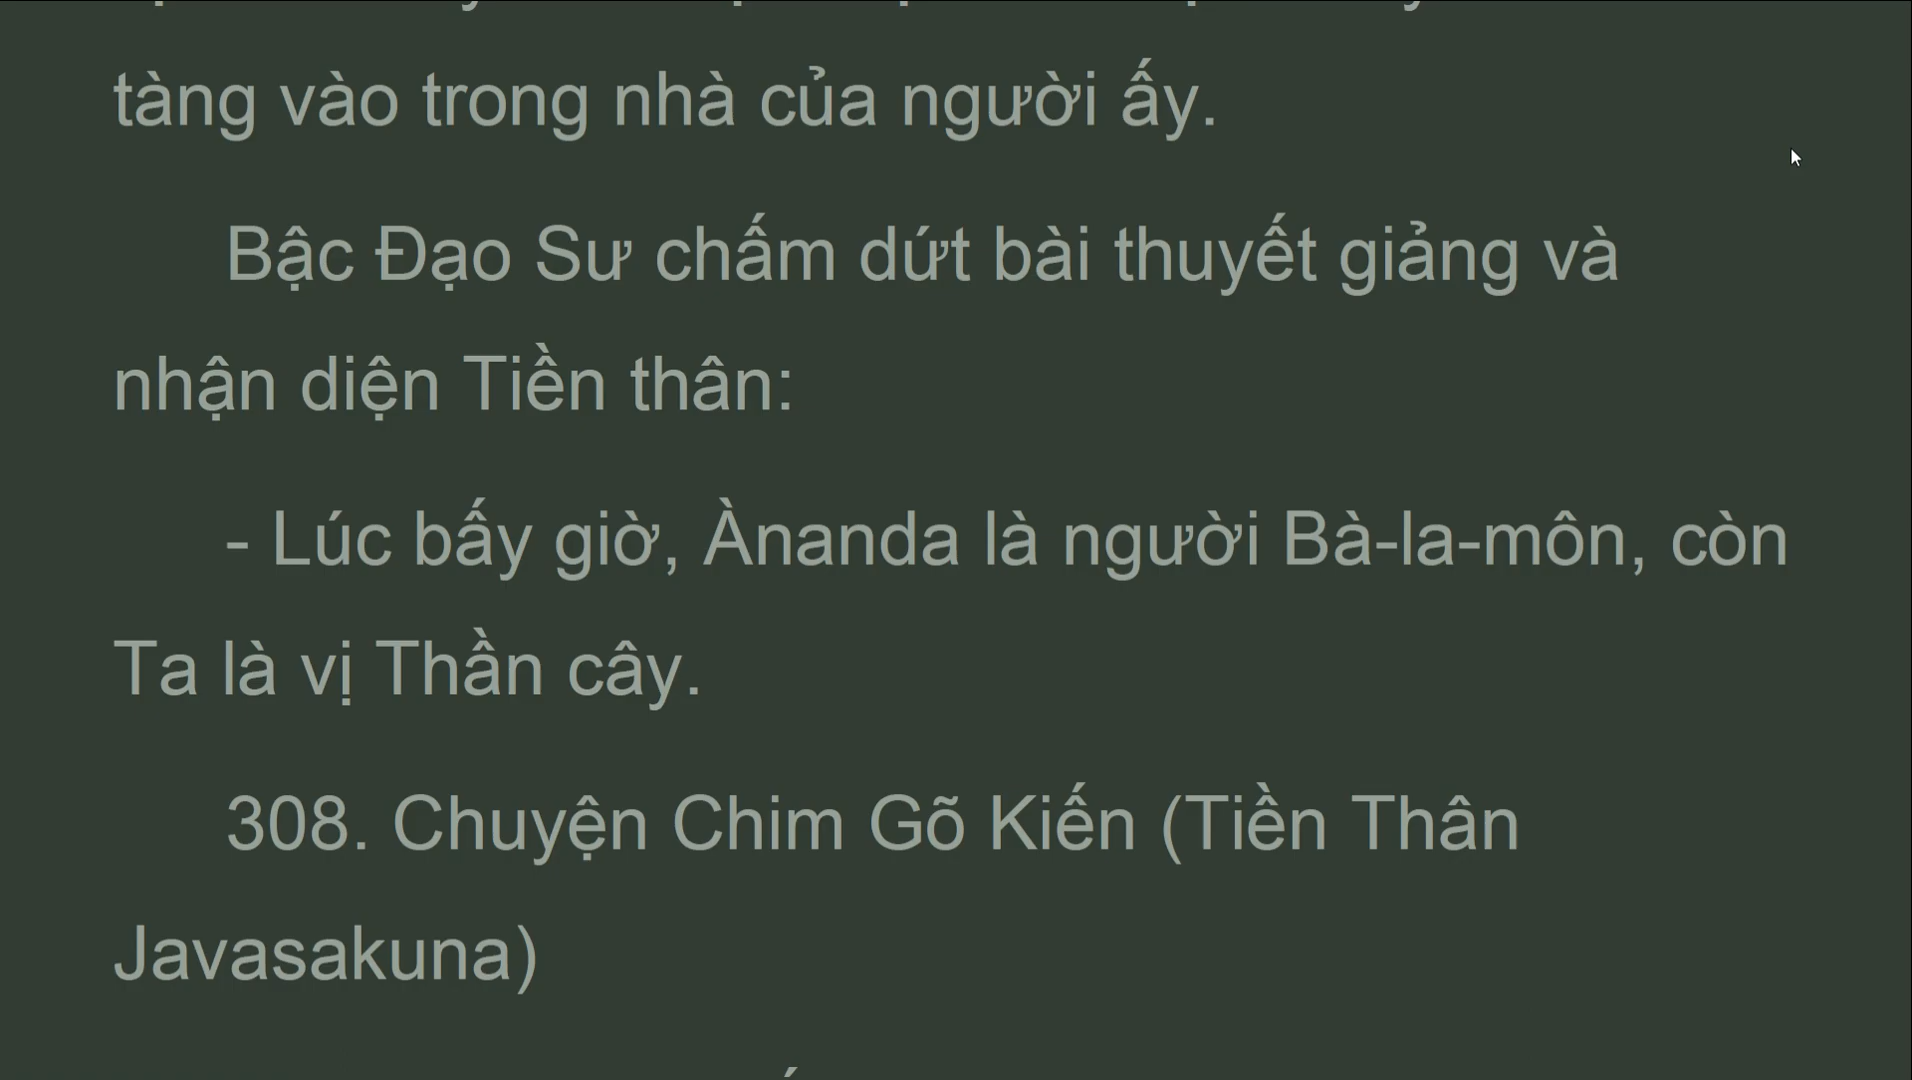 tàng vào trong nhà của người ấy.
Bậc Đạo Sư chấm dứt bài thuyết giảng và
nhận diện Tiền thân:
- Lúc bấy giờ, Ànanda là người Bà-la-môn, còn
Ta là vị Thần cây.
308. Chuyện Chim Gõ Kiến (Tiền Thân
Javasakuna)